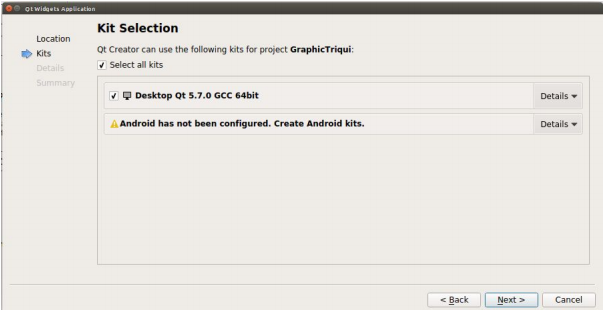 Qt Widgets Application
Location
Kits
Details
Summary
Kit Selection
Qt Creator can use the following kits for project GraphicTriqui:
Select all kits
Desktop Qt 5.7.0 GCC 64bit
Details
Android has not been configured. Create Android kits.
Details
< Back
Next >
Cancel